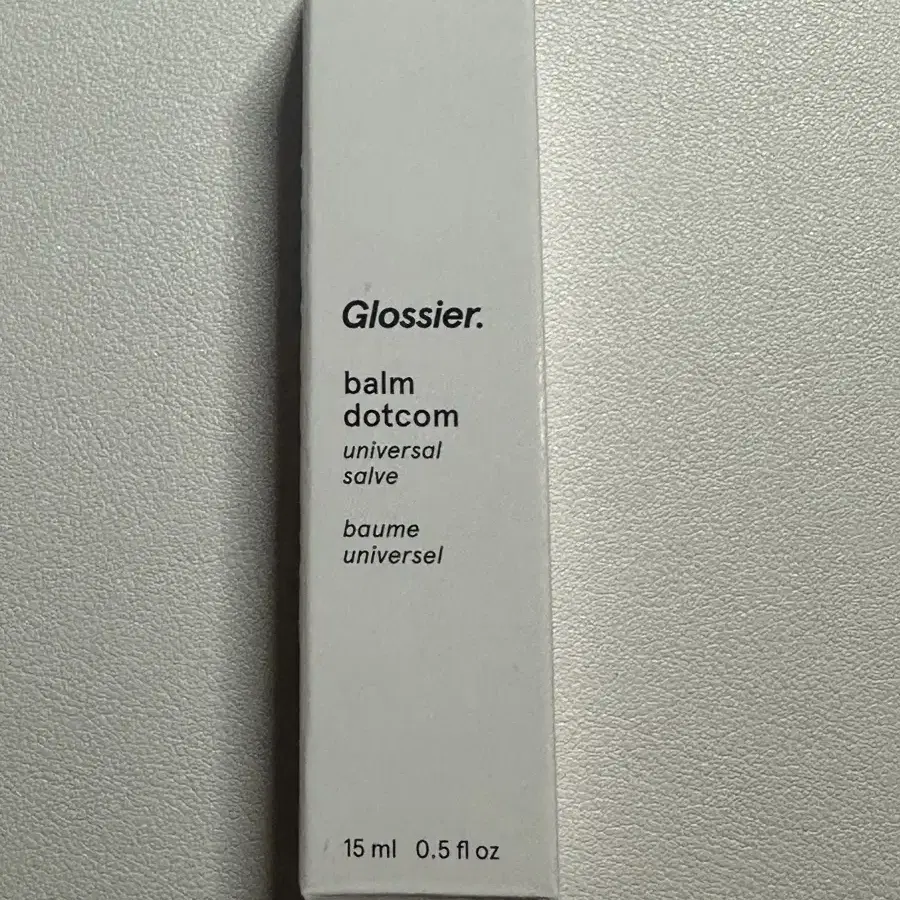 Glossier.
balm
dotcom
universal
salve
baume
universel
15 ml 0.5 fl oz